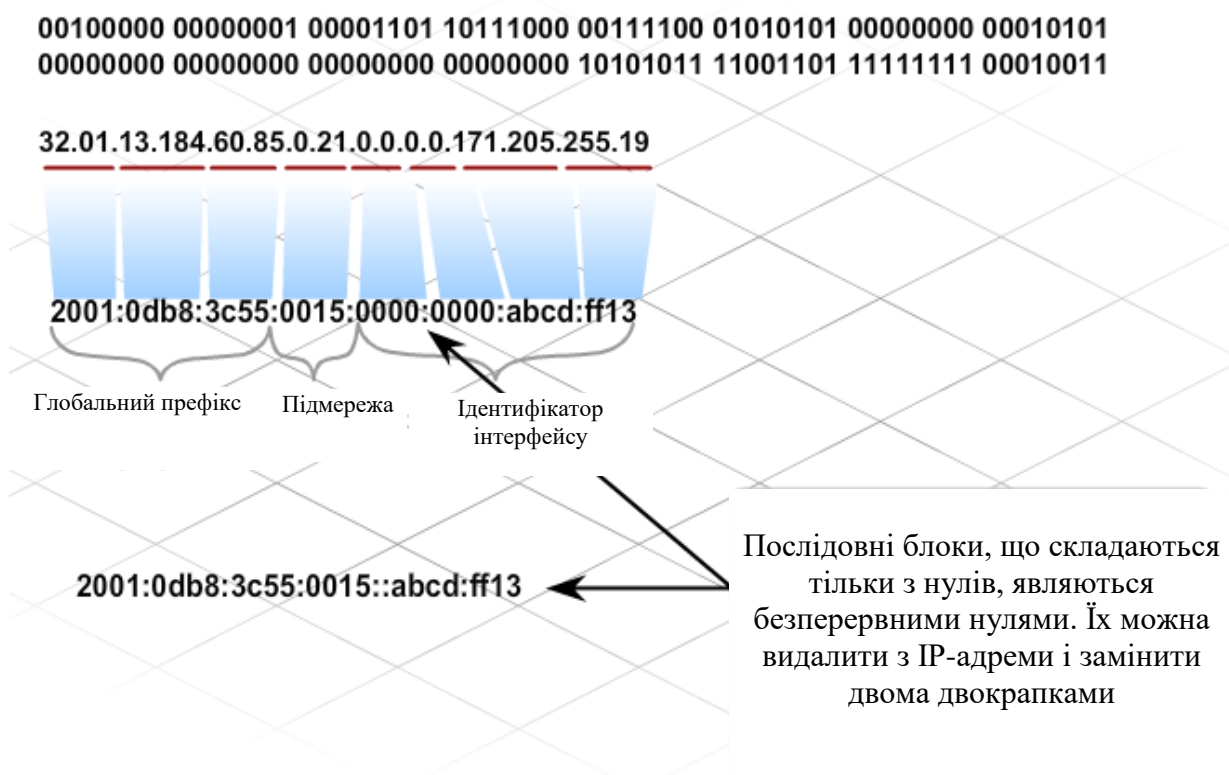 00100000 00000001 00001101 10111000 00111100 01010101 00000000 00010101
00000000 00000000 00000000 00000000 10101011 11001101 11111111 00010011
32.01.13.184.60.85.0.21.0.0.0.0.171.205.255.19
2001:0db8:3c55:0015:0000:0000:abcd:ff13
Глобальний префікс Підмережа Ідентифікатор
інтерфейсу
Послідовні блоки, що складаються
тільки з нулів, являються
безперервними нулями. Їх можна
видалити з IP-адреми і замінити
двома двокрапками
2001:0db8:3c55:0015::abcd:ff13